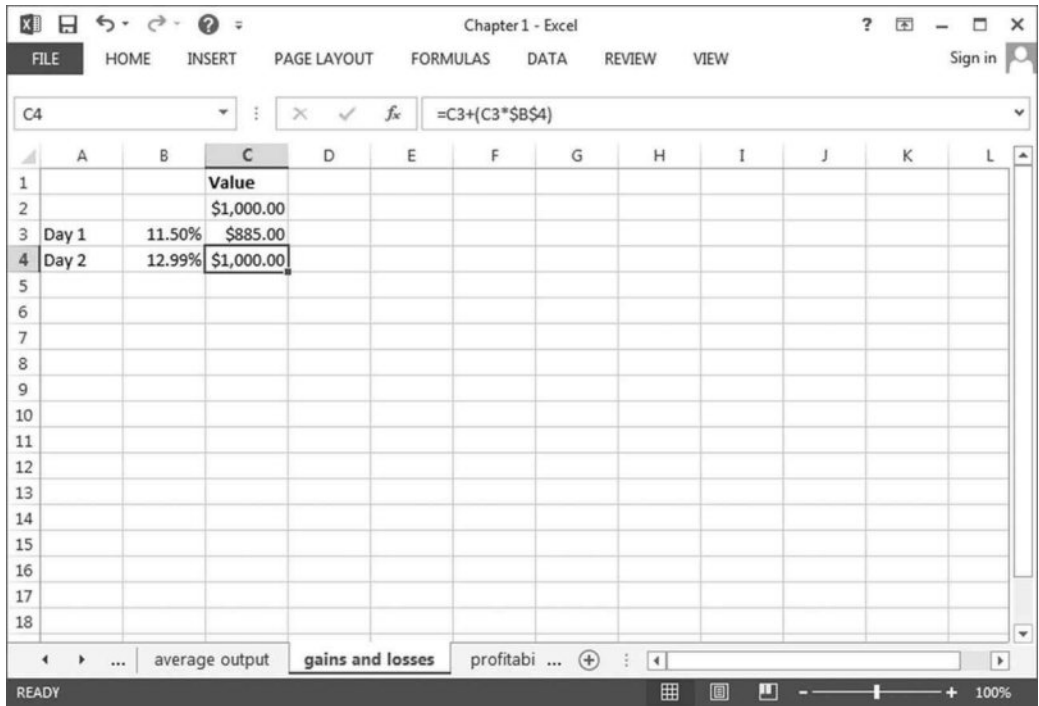 Chapter 1 - Excel
FILE HOME INSERT PAGE LAYOUT FORMULAS DATA REVIEW VIEW Sign in
C4 fx =C3+(C3*$B$4)
A B C D E F G H I J K L
1 Value
2 $1,000.00
3 Day 1 11.50% $885.00
4 Day 2 12.99% $1,000.00
5
6
7
8
9
10
11
12
13
14
15
16
17
18
... average output gains and losses profitabi ...
READY 100%